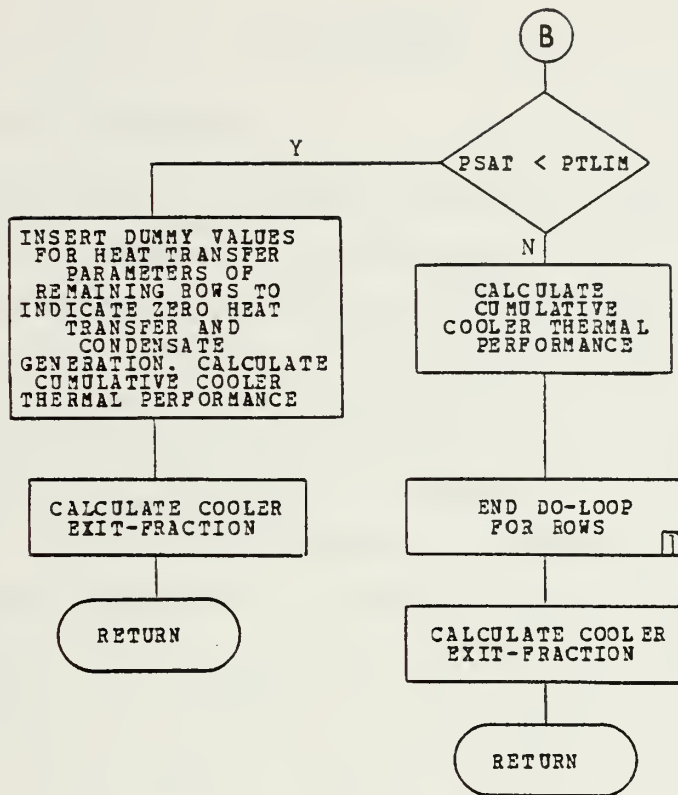 B
PSAT < PTLIM
Y
N
INSERT DUMMY VALUES
FOR HEAT TRANSFER
PARAMETERS OF
REMAINING ROWS TO
INDICATE ZERO HEAT
TRANSFER AND
CONDENSATE
GENERATION. CALCULATE
CUMULATIVE COOLER
THERMAL PERFORMANCE
CALCULATE COOLER
EXIT-FRACTION
RETURN
CALCULATE
CUMULATIVE
COOLER THERMAL
PERFORMANCE
END DO-LOOP
FOR ROWS
1
CALCULATE COOLER
EXIT-FRACTION
RETURN